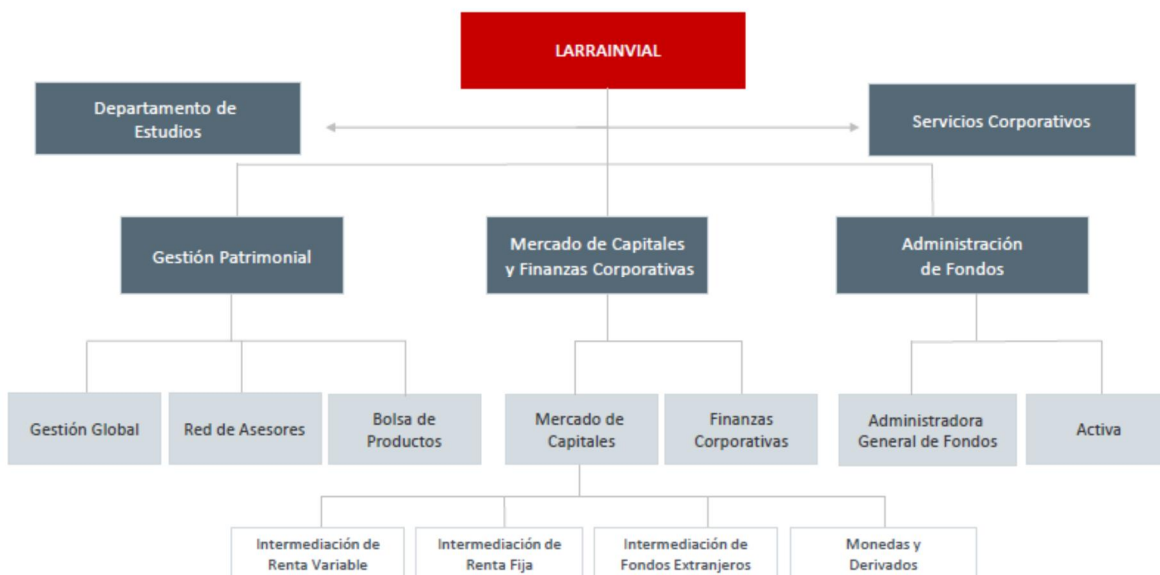 LARRAINVIAL
Departamento de
Estudios
Servicios Corporativos
Gestión Patrimonial
Mercado de Capitales
y Finanzas Corporativas
Administración
de Fondos
Gestión Global
Red de Asesores
Bolsa de
Productos
Mercado de
Capitales
Finanzas
Corporativas
Administradora
General de Fondos
Activa
Intermediación de
Renta Variable
Intermediación de
Renta Fija
Intermediación de
Fondos Extranjeros
Monedas y
Derivados